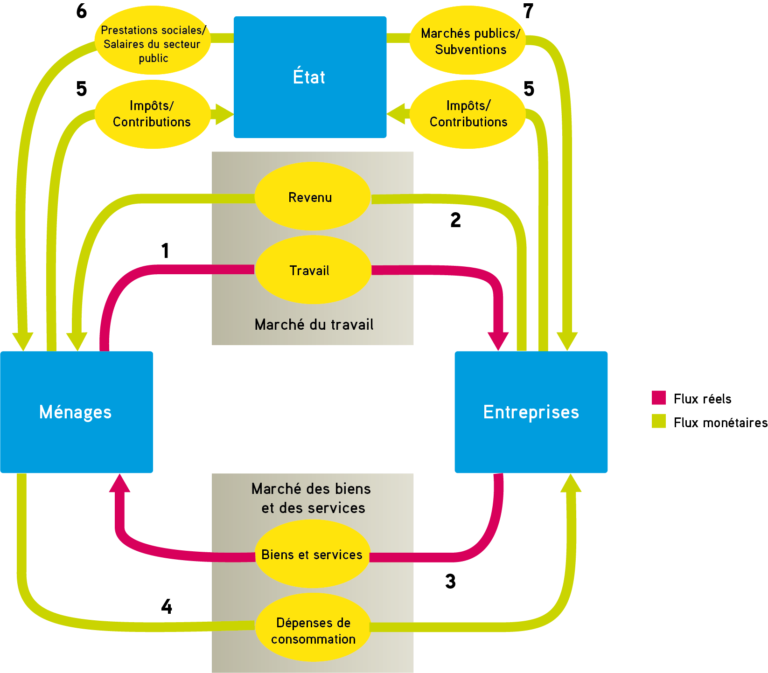 6
7
Prestations sociales/
Salaires du secteur
public
État
Marchés publics/
Subventions
5
5
Impôts/
Contributions
Impôts/
Contributions
Revenu
2
1
Travail
Marché du travail
Ménages
Entreprises
Flux réels
Flux monétaires
Marché des biens
et des services
Biens et services
3
4
Dépenses de
consommation